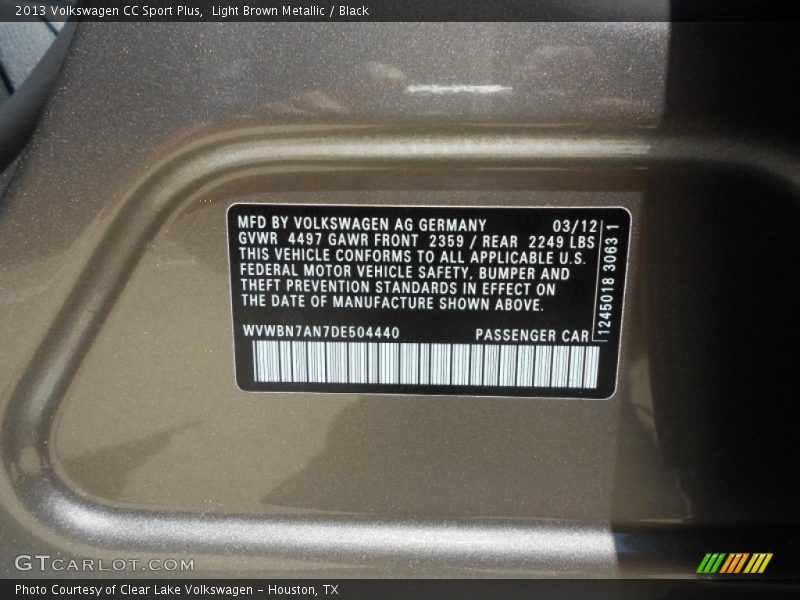 2013 Volkswagen CC Sport Plus,  Light Brown Metallic / Black
MFD BY VOLKSWAGEN AG GERMANY 03/12
GVWR 4497 GAWR FRONT 2359 / REAR 2249 LBS
THIS VEHICLE CONFORMS TO ALL APPLICABLE U.S.
FEDERAL MOTOR VEHICLE SAFETY, BUMPER AND
THEFT PREVENTION STANDARDS IN EFFECT ON
THE DATE OF MANUFACTURE SHOWN ABOVE.
WVWBN7AN7DE504440 PASSENGER CAR
1245018 3063 1
GTCARLOT.COM
Photo Courtesy of Clear Lake Volkswagen – Houston, TX